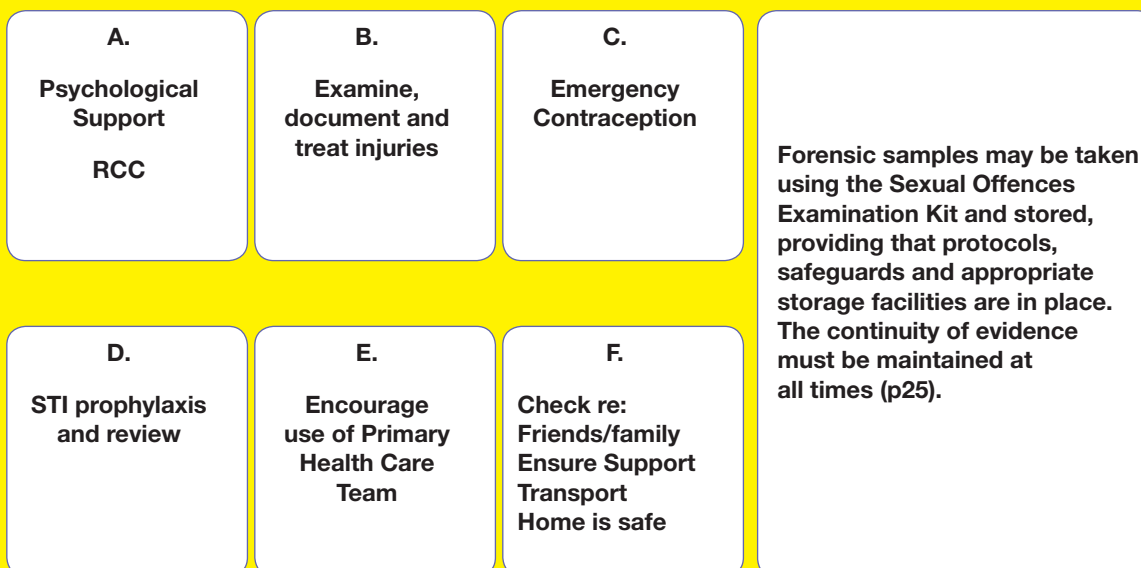 A.
Psychological
Support
RCC
B.
Examine,
document and
treat injuries
C.
Emergency
Contraception
Forensic samples may be taken
using the Sexual Offences
Examination Kit and stored,
providing that protocols,
safeguards and appropriate
storage facilities are in place.
The continuity of evidence
must be maintained at
all times (p25).
D.
STI prophylaxis
and review
E.
Encourage
use of Primary
Health Care
Team
F.
Check re:
Friends/family
Ensure Support
Transport
Home is safe